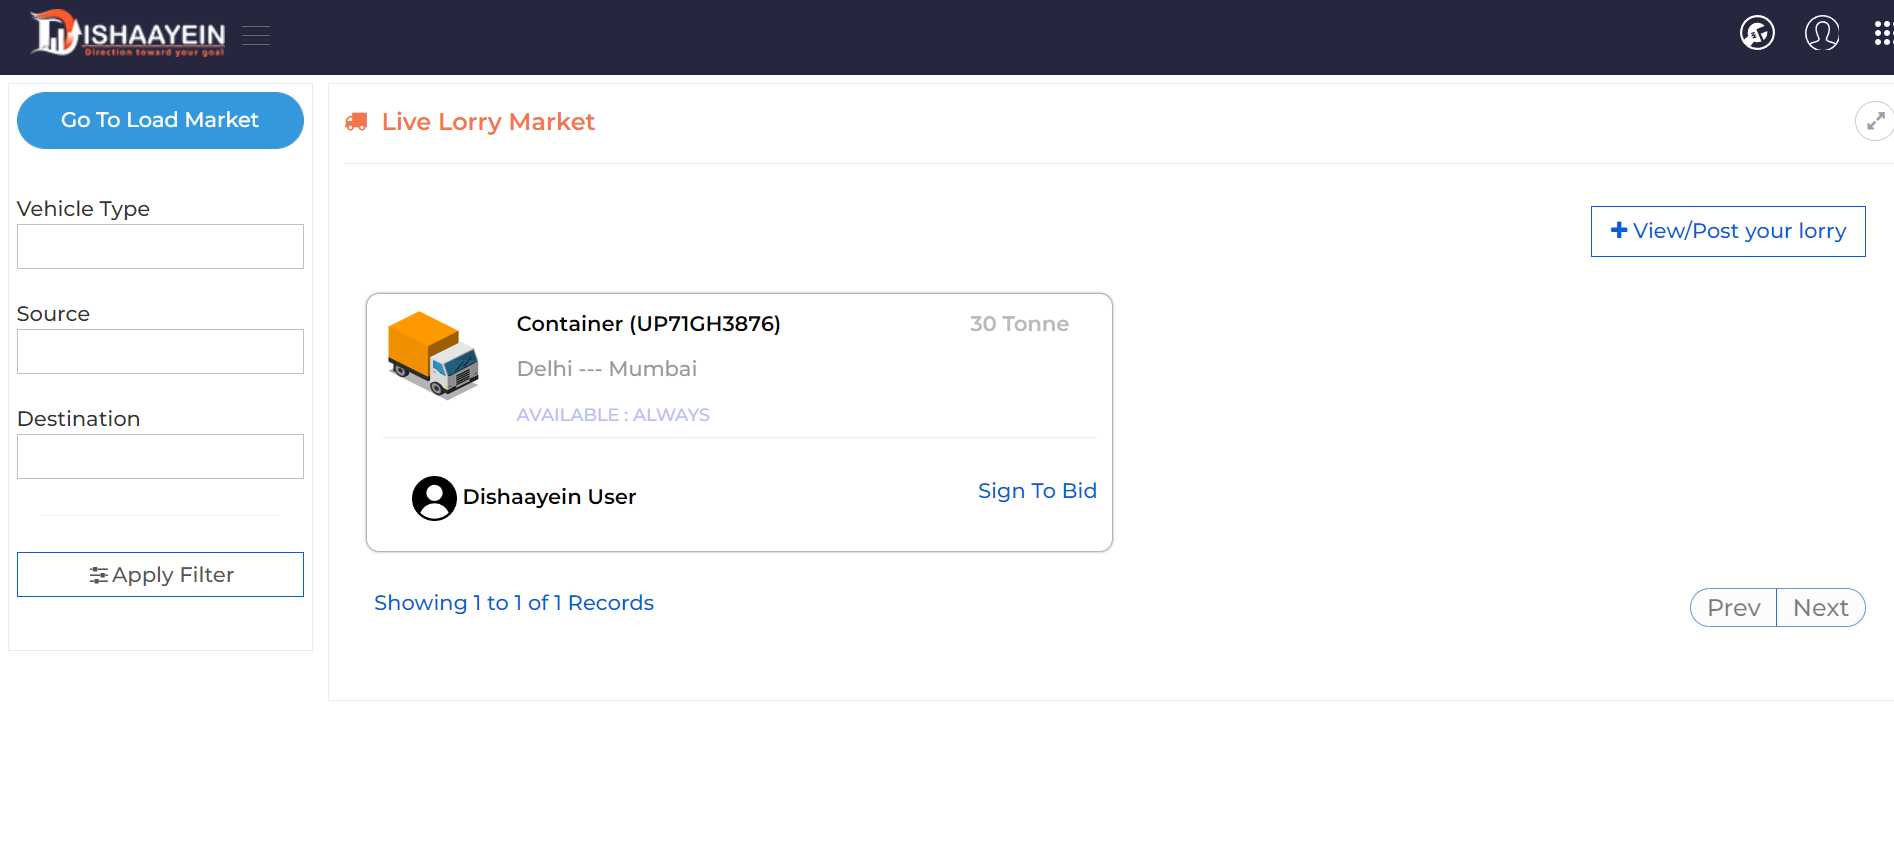 DISHAAYEIN
Direction toward your goal
Go To Load Market
Vehicle Type
Source
Destination
Apply Filter
Live Lorry Market
View/Post your lorry
Container (UP71GH3876)
30 Tonne
Delhi --- Mumbai
AVAILABLE : ALWAYS
Dishaayein User
Sign To Bid
Showing 1 to 1 of 1 Records
Prev
Next